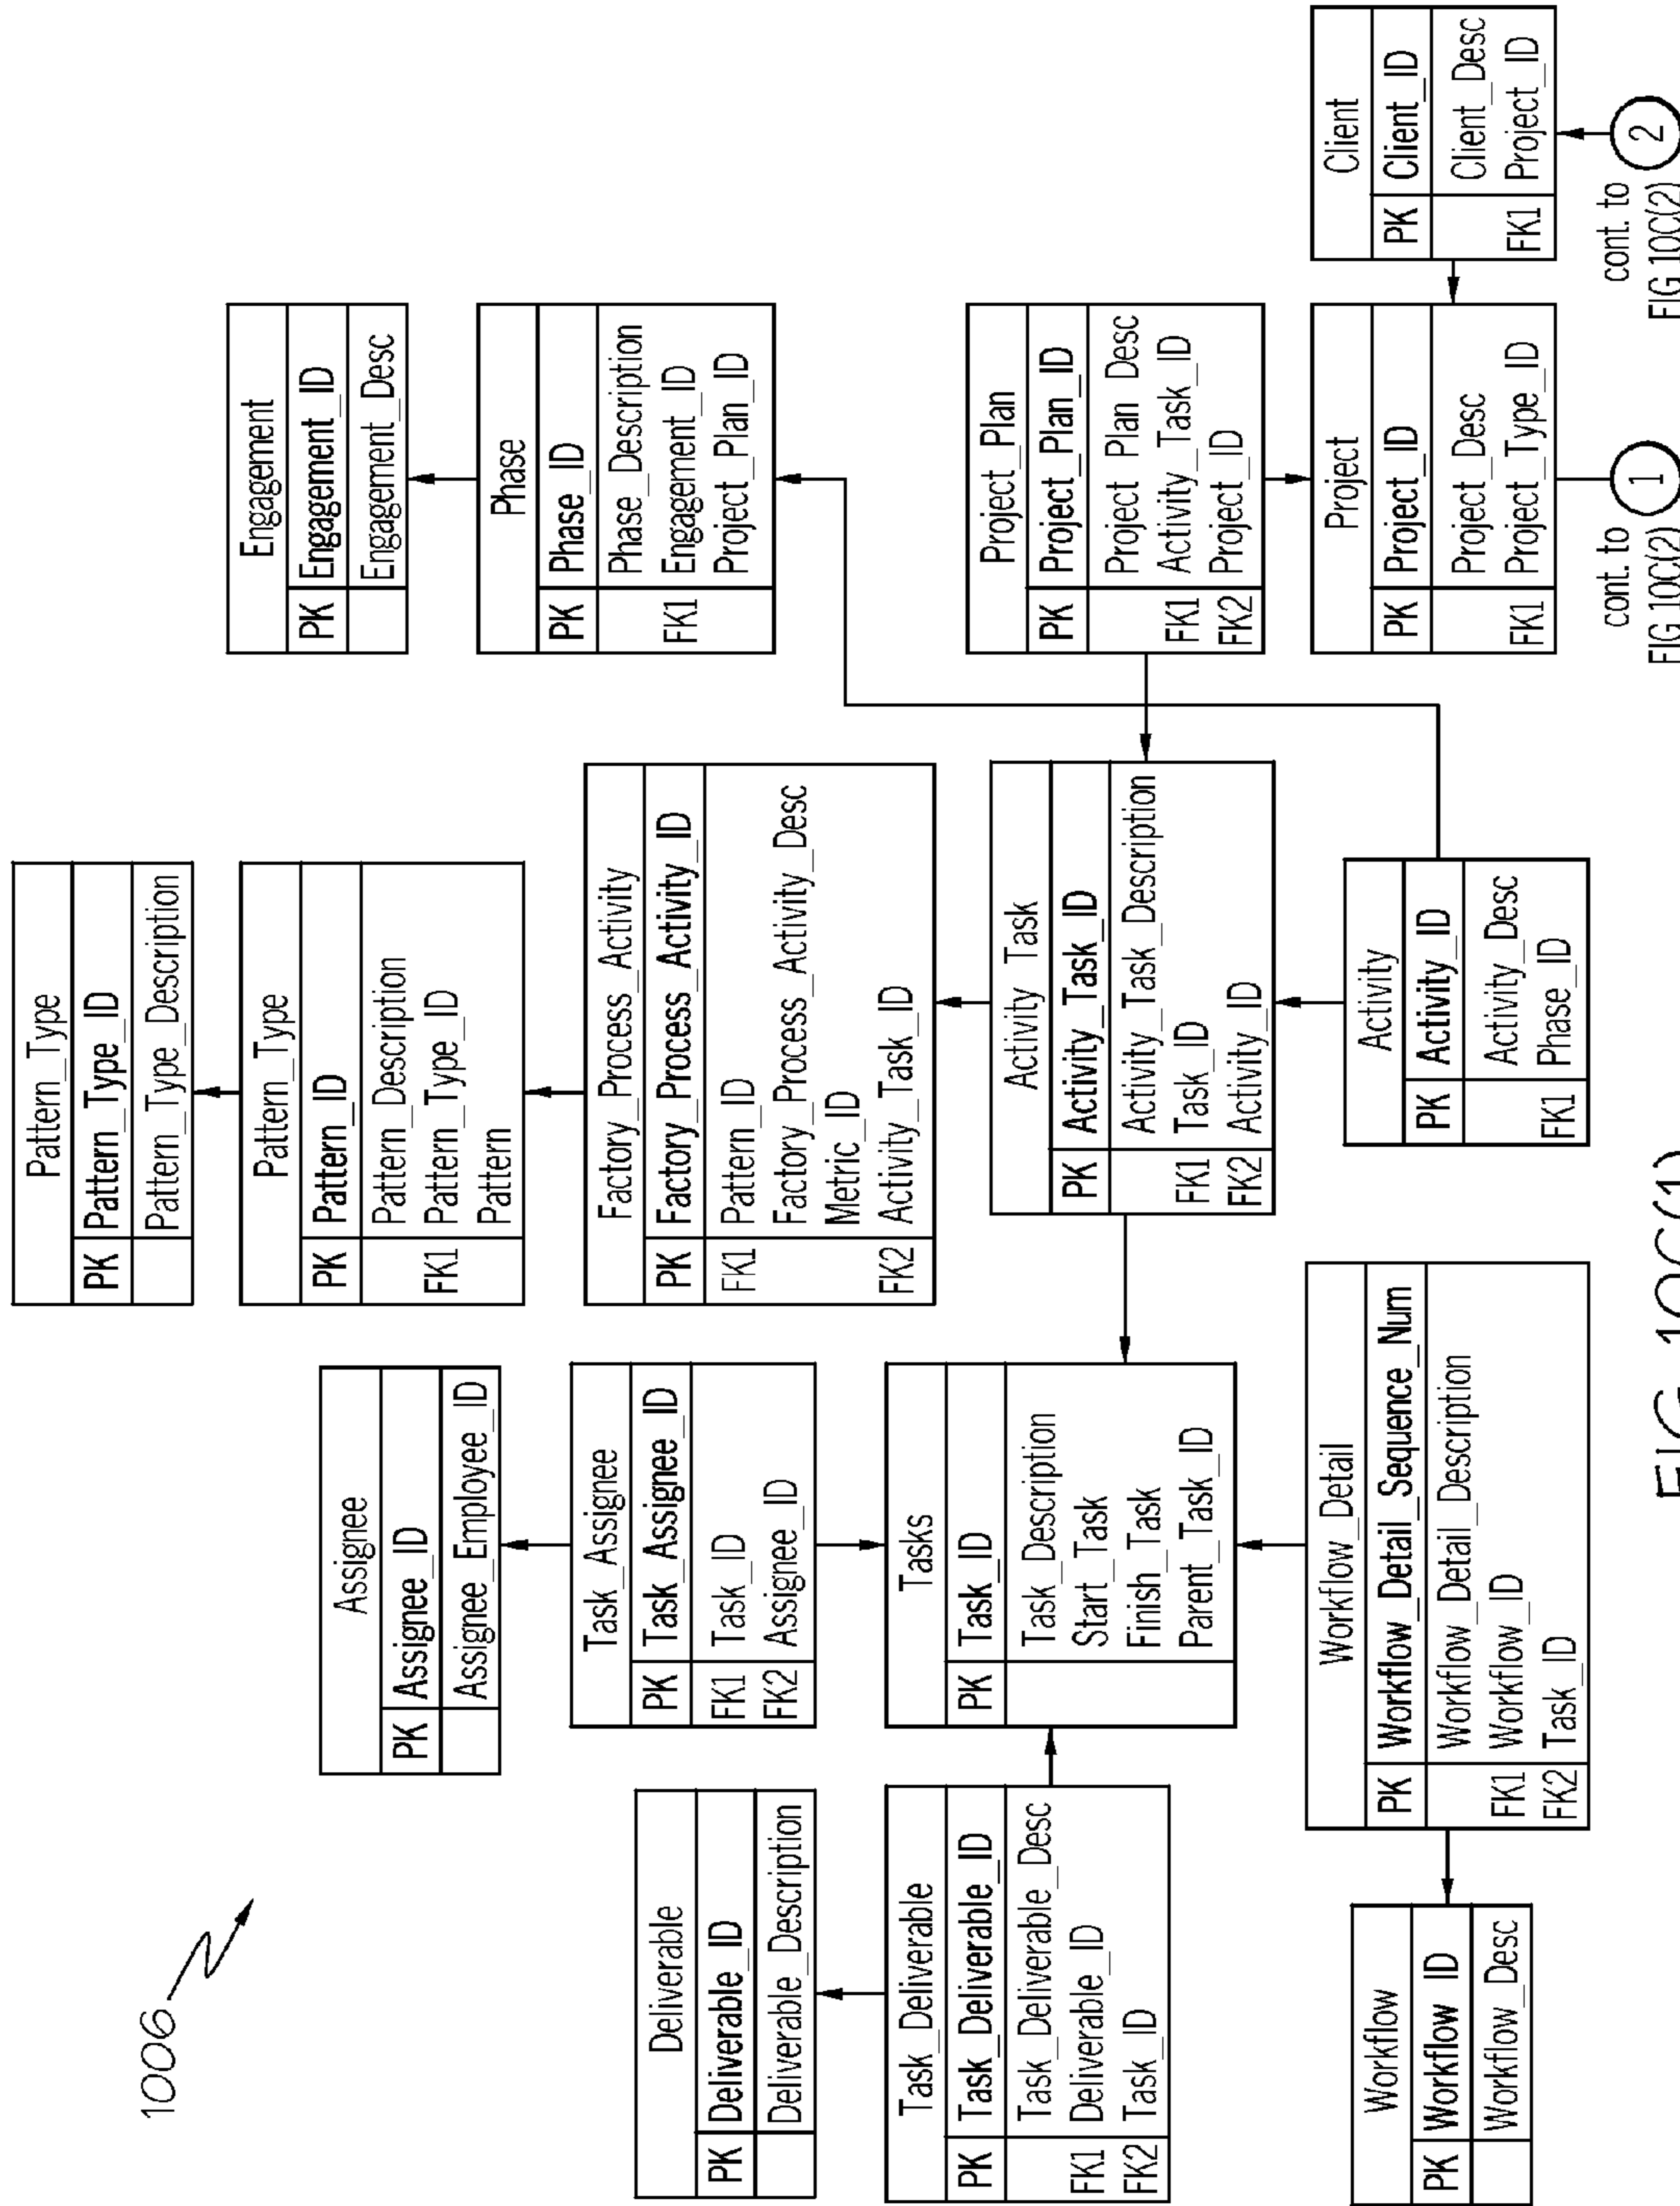 1006
Deliverable
PK Deliverable_ID
Deliverable_Description
Task_Deliverable
PK Task_Deliverable_ID
Task_Deliverable_Desc
FK1 Deliverable_ID
FK2 Task_ID
Workflow
PK Workflow_ID
Workflow_Desc
Assignee
PK Assignee_ID
Assignee_Employee_ID
Task_Assignee
PK Task_Assignee_ID
FK1 Task_ID
FK2 Assignee_ID
Tasks
PK Task_ID
Task_Description
Start_Task
Finish_Task
Parent_Task_ID
Workflow_Detail
PK Workflow_Detail_Sequence_Num
Workflow_Detail_Description
FK1 Workflow_ID
FK2 Task_ID
Pattern_Type
PK Pattern_Type_ID
Pattern_Type_Description
Pattern_Type
PK Pattern_ID
Pattern_Description
FK1 Pattern_Type_ID
Pattern
Factory_Process_Activity
PK Factory_Process_Activity_ID
FK1 Pattern_ID
Factory_Process_Activity_Desc
Metric_ID
FK2 Activity_Task_ID
Activity_Task
PK Activity_Task_ID
Activity_Task_Description
FK1 Task_ID
FK2 Activity_ID
Activity
PK Activity_ID
Activity_Desc
FK1 Phase_ID
Engagement
PK Engagement_ID
Engagement_Desc
Phase
PK Phase_ID
Phase_Description
FK1 Engagement_ID
Project_Plan_ID
Project_Plan
PK Project_Plan_ID
Project_Plan_Desc
FK1 Activity_Task_ID
FK2 Project_ID
Project
PK Project_ID
Project_Desc
FK1 Project_Type_ID
cont. to
FIG 10C(2)
1
Client
PK Client_ID
Client_Desc
FK1 Project_ID
cont. to
FIG 10C(2)
2
FIG. 10C(1)